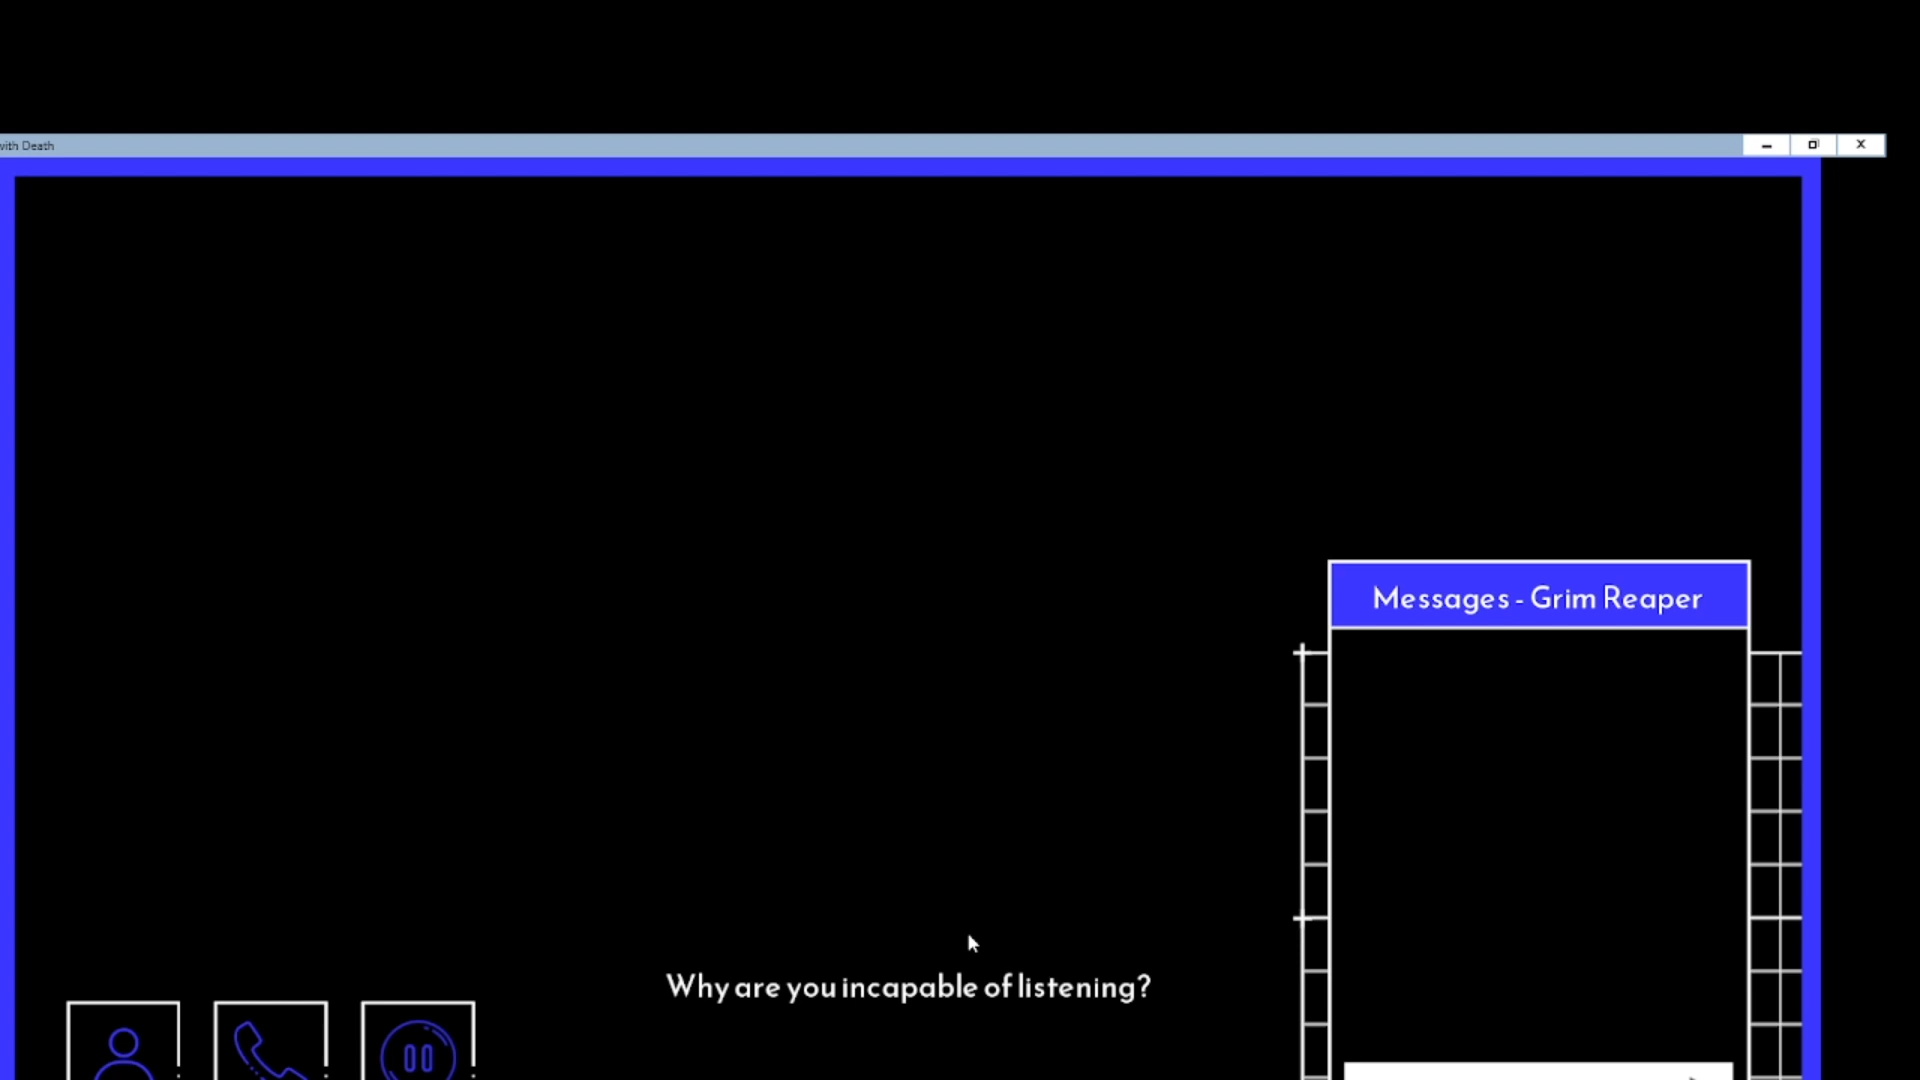 with Death
Messages - Grim Reaper
Why are you incapable of listening?